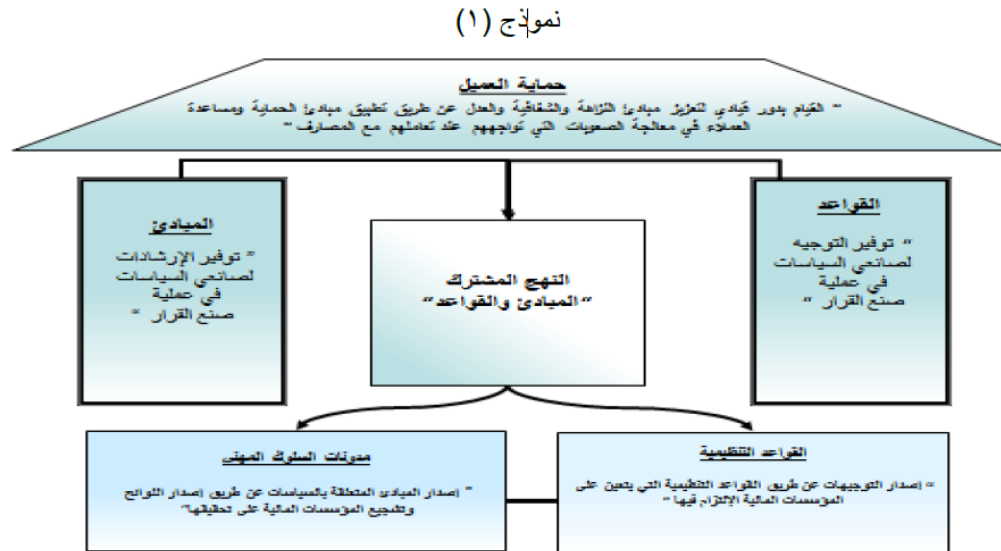 نموذج (١)
حماية العميل
" القيام بدور قيادي لتعزيز مبادئ النزاهة والشفافية والعدل عن طريق تطبيق مبادئ الحماية ومساعدة
العملاء في معالجة الصعوبات التي تواجههم عند تعاملهم مع المصارف "
القواعد
" توفير التوجيه
لصانعي السياسات
في عملية
صنع القرار "
النهج المشترك
"المبادئ والقواعد"
المبادئ
" توفير الإرشادات
لصانعي السياسات
في عملية
صنع القرار "
القواعد التنظيمية
" إصدار التوجيهات عن طريق القواعد التنظيمية التي يتعين على
المؤسسات المالية الإلتزام فيها "
مدونات السلوك المهني
" إصدار المبادئ المتعلقة بالسياسات عن طريق إصدار اللوائح
وتشجيع المؤسسات المالية على تحقيقها"